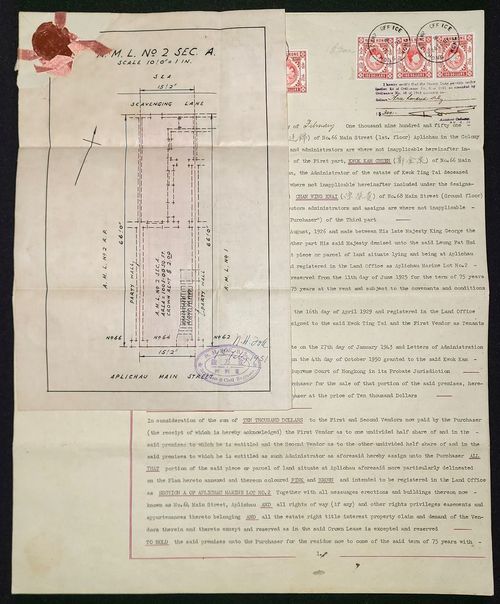 A. M. L. No 2 SEC. A.
SCALE 10'0" = 1 IN.
SEA
15'2"
SCAVENGING LANE
66'0"
66'0"
A. M. L. No 2 R.P.
PARTY WALL
A.M.L. No 2 SEC. A
CROWN RENT $ 2.00
PARTY WALL
A. M. L. No 1
No 66
No 64
No 62
15'2"
APLICHAU MAIN STREET
STAMP OFFICE
STAMP OFFICE
of February One thousand nine hundred and fifty one
of No.66 Main Street (1st. floor) Aplichau in the Colony
and administrators are where not inapplicable hereinafter in-
of the First part, KWOK KAM CHUEN of No.66 Main
the Administrator of the estate of Kwok Ying Tai deceased
where not inapplicable hereinafter included under the designa-
of No.68 Main Street (Ground floor)
utors administrators and assigns are where not inapplicable -
Purchaser") of the Third part
August, 1926 and made between His late Majesty King George the
other part His said Majesty demised unto the said Leung Fat Hui
t piece or parcel of land situate lying and being at Aplichau
d registered in the Land Office as Aplichau Marine Lot No.2 -
reserved from the 11th day of June 1925 for the term of 75 years
75 years at the rent and subject to the covenants and conditions
the 16th day of April 1929 and registered in the Land Office
signed to the said Kwok Ying Tai and the First Vendor as Tenants
on the 27th day of January 1943 and Letters of Administration
on the 4th day of October 1950 granted to the said Kwok Kam -
Supreme Court of Hongkong in its Probate Jurisdiction
Purchaser for the sale of that portion of the said premises, here-
haser at the price of Ten thousand Dollars
In consideration of the sum of TEN THOUSAND DOLLARS to the First and Second Vendors now paid by the Purchaser
(the receipt of which is hereby acknowledged) the First Vendor as to one undivided half share of and in the -
said premises to which he is entitled and the Second Vendor as to the other undivided half share of and in the
said premises to which he is entitled as such Administrator as aforesaid hereby assign unto the Purchaser ALL
THAT portion of the said piece or parcel of land situate at Aplichau aforesaid more particularly delineated
on the Plan hereto annexed and thereon coloured PINK and BROWN and intended to be registered in the Land Office
as SECTION A OF APLICHAU MARINE LOT NO.2 Together with all messuages erections and buildings thereon now -
known as No.64 Main Street, Aplichau AND all rights of way (if any) and other rights privileges easements and
appurtenances thereto belonging AND all the estate right title interest property claim and demand of the Ven-
dors therein and thereto except and reserved as in the said Crown Lease is excepted and reserved
TO HOLD the said premises unto the Purchaser for the residue now to come of the said term of 75 years with -